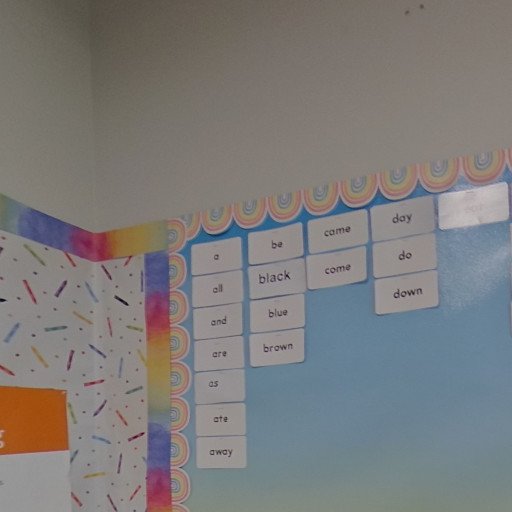 a
all
and
are
as
ate
away
be
black
blue
brown
came
come
day
do
down
g